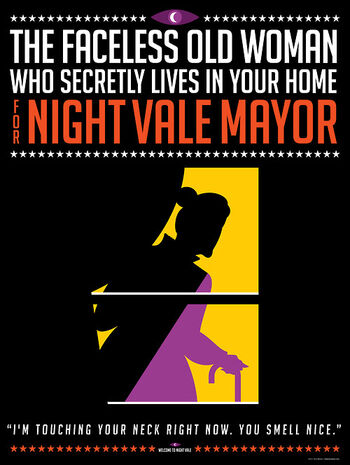 THE FACELESS OLD WOMAN
WHO SECRETLY LIVES IN YOUR HOME
FOR NIGHT VALE MAYOR
"I'M TOUCHING YOUR NECK RIGHT NOW. YOU SMELL NICE."
WELCOME TO NIGHT VALE